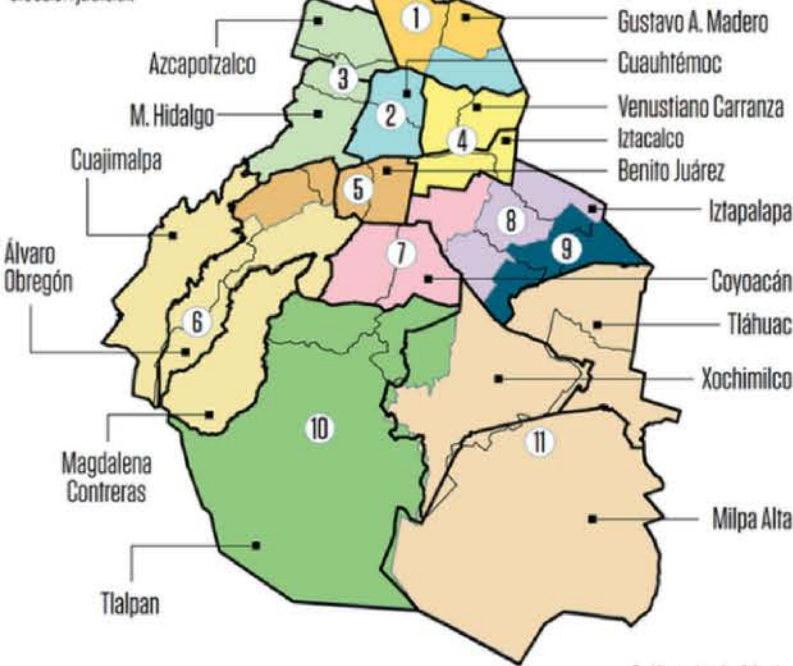 Azcapotzalco
M. Hidalgo
Cuajimalpa
Álvaro
Obregón
Magdalena
Contreras
Tlalpan
1
2
3
4
5
6
7
8
9
10
11
Gustavo A. Madero
Cuauhtémoc
Venustiano Carranza
Iztacalco
Benito Juárez
Iztapalapa
Coyoacán
Tláhuac
Xochimilco
Milpa Alta